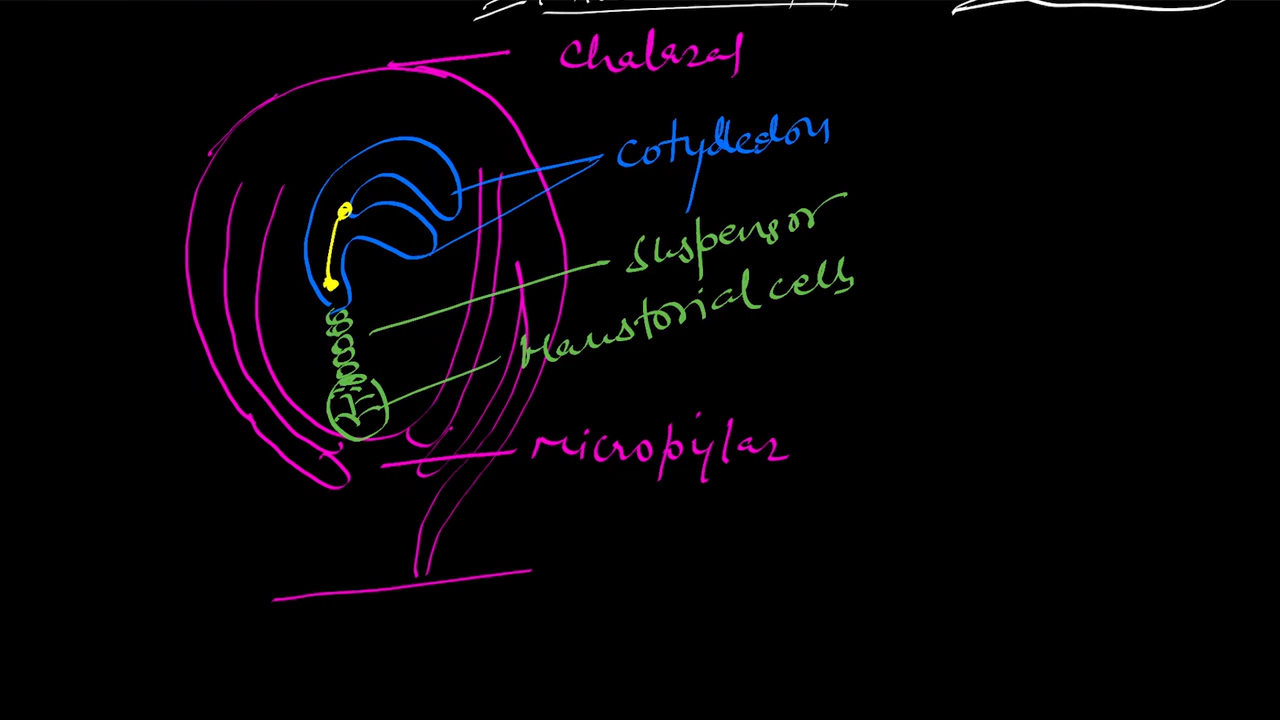 Chalazal
Cotyledon
Suspensor
Haustorial cells
Micropylar